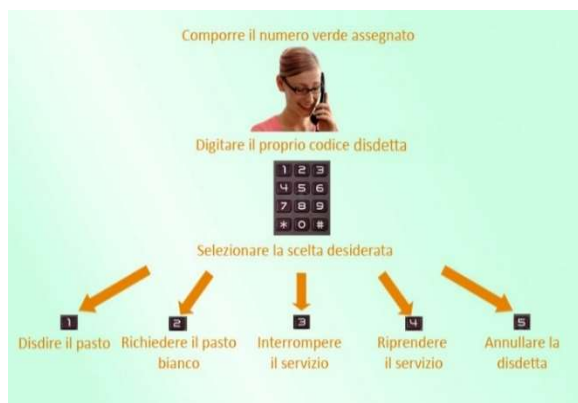 Comporre il numero verde assegnato
Digitare il proprio codice disdetta
1 2 3
4 5 6
7 8 9
* 0 #
Selezionare la scelta desiderata
1
Disdire il pasto
2
Richiedere il pasto
bianco
3
Interrompere
il servizio
4
Riprendere
il servizio
5
Annullare la
disdetta